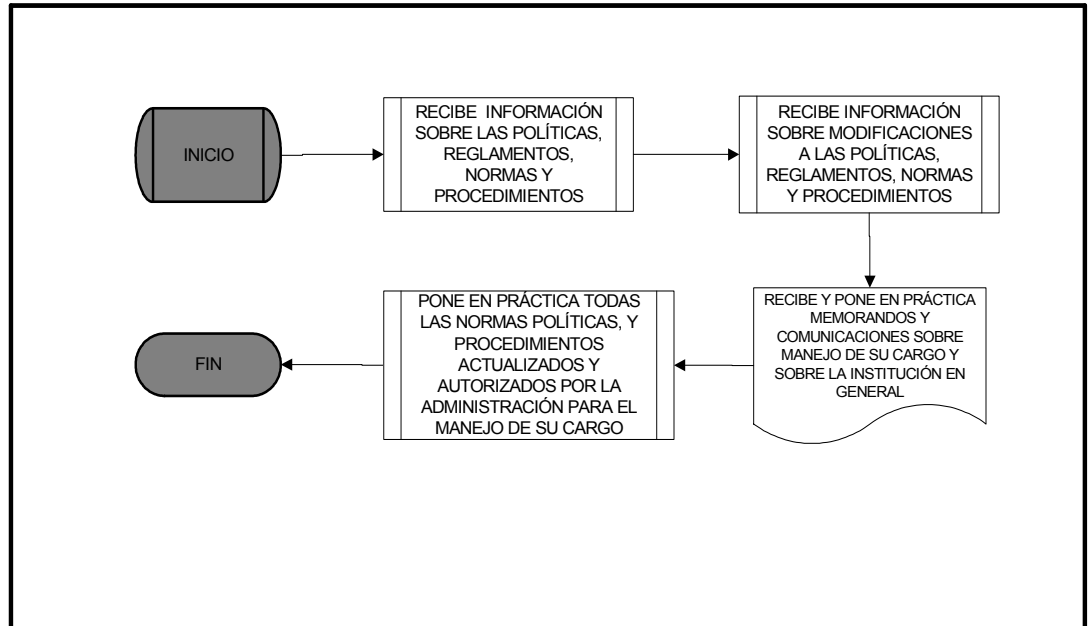 INICIO
RECIBE INFORMACIÓN
SOBRE LAS POLÍTICAS,
REGLAMENTOS,
NORMAS Y
PROCEDIMIENTOS
RECIBE INFORMACIÓN
SOBRE MODIFICACIONES
A LAS POLÍTICAS,
REGLAMENTOS, NORMAS
Y PROCEDIMIENTOS
RECIBE Y PONE EN PRÁCTICA
MEMORANDOS Y
COMUNICACIONES SOBRE
MANEJO DE SU CARGO Y
SOBRE LA INSTITUCIÓN EN
GENERAL
PONE EN PRÁCTICA TODAS
LAS NORMAS POLÍTICAS, Y
PROCEDIMIENTOS
ACTUALIZADOS Y
AUTORIZADOS POR LA
ADMINISTRACIÓN PARA EL
MANEJO DE SU CARGO
FIN